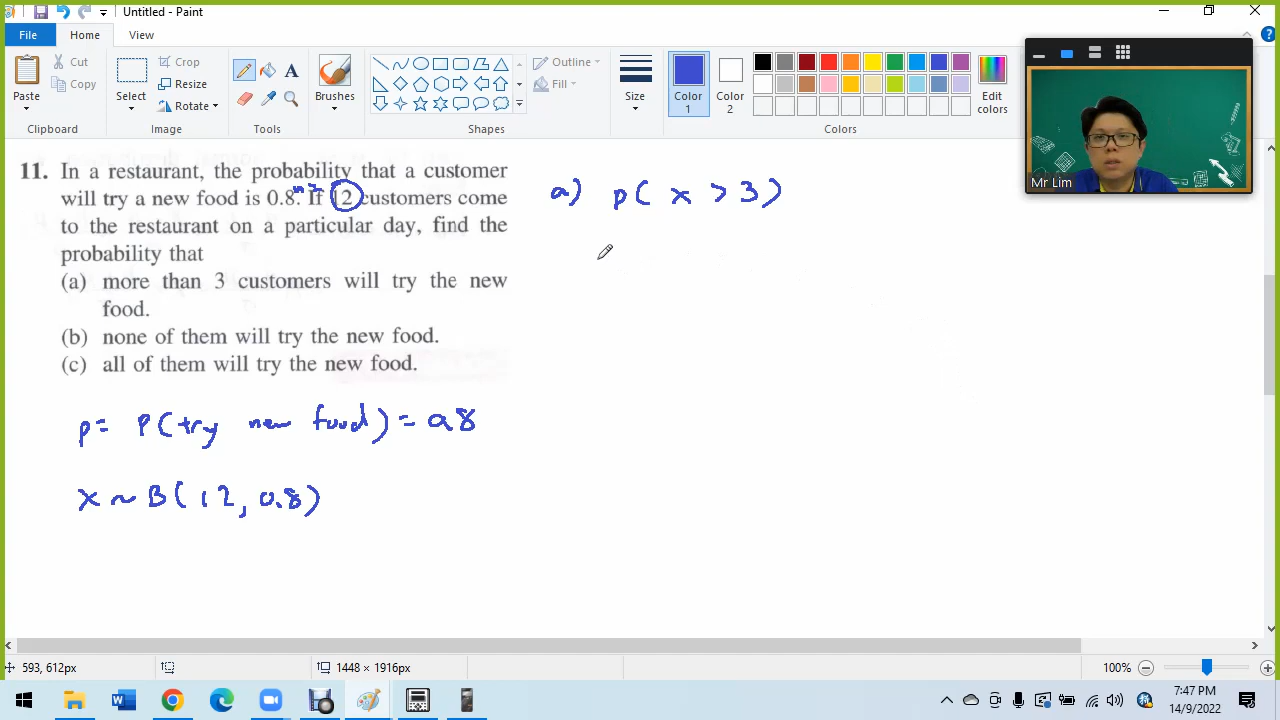 Untitled - Paint
File Home View
Paste
Cut
Copy
Clipboard
Select
Crop
Resize
Rotate
Image
A
Tools
Brushes
Outline
Fill
Shapes
Size
Color 1
Color 2
Edit colors
Colors
Mr Lim
11. In a restaurant, the probability that a customer
will try a new food is 0.8. If 12 customers come
n=
to the restaurant on a particular day, find the
probability that
(a) more than 3 customers will try the new
food.
(b) none of them will try the new food.
(c) all of them will try the new food.
p= P(try new food) = 0.8
x ~ B(12, 0.8)
a) P( x > 3)
593, 612px
1448 × 1916px
100%
7:47 PM
14/9/2022